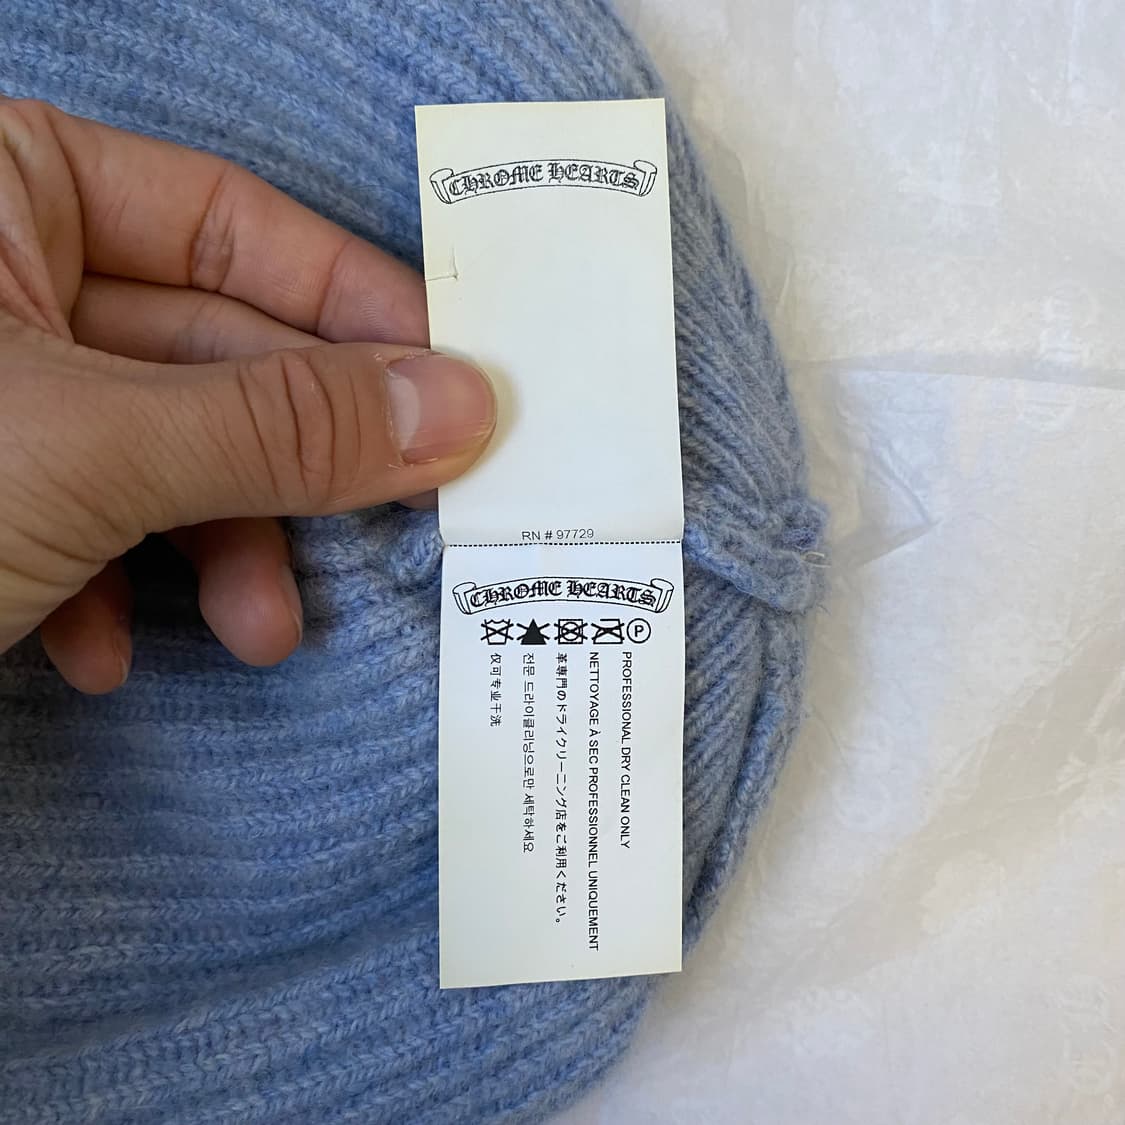 CHROME HEARTS
RN # 97729
CHROME HEARTS
P
PROFESSIONAL DRY CLEAN ONLY
NETTOYAGE À SEC PROFESSIONNEL UNIQUEMENT
革専門のドライクリーニング店をご利用ください。
전문 드라이클리닝으로만 세탁하세요
仅可专业干洗